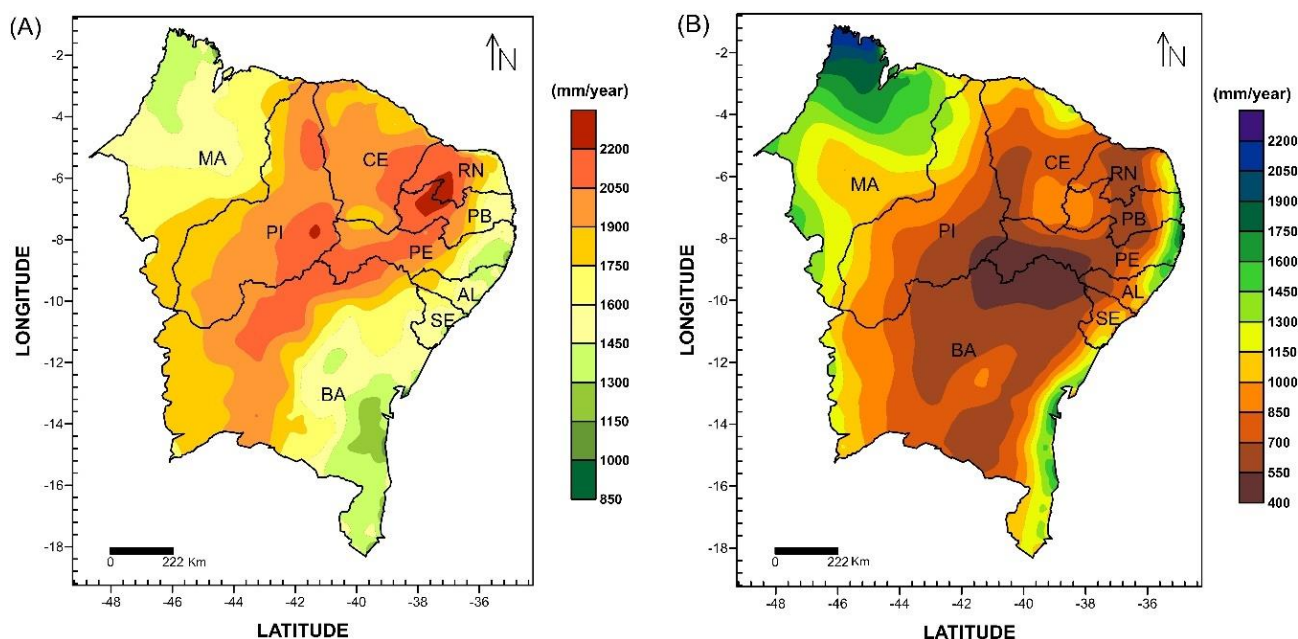 (A)
N
(mm/year)
2200
2050
1900
1750
1600
1450
1300
1150
1000
850
-2
-4
-6
-8
-10
-12
-14
-16
-18
LONGITUDE
MA
CE
RN
PB
PI
PE
AL
SE
BA
0 222 Km
-48 -46 -44 -42 -40 -38 -36
LATITUDE
(B)
N
(mm/year)
2200
2050
1900
1750
1600
1450
1300
1150
1000
850
700
550
400
-2
-4
-6
-8
-10
-12
-14
-16
-18
LONGITUDE
MA
CE
RN
PB
PI
PE
AL
SE
BA
0 222 Km
-48 -46 -44 -42 -40 -38 -36
LATITUDE